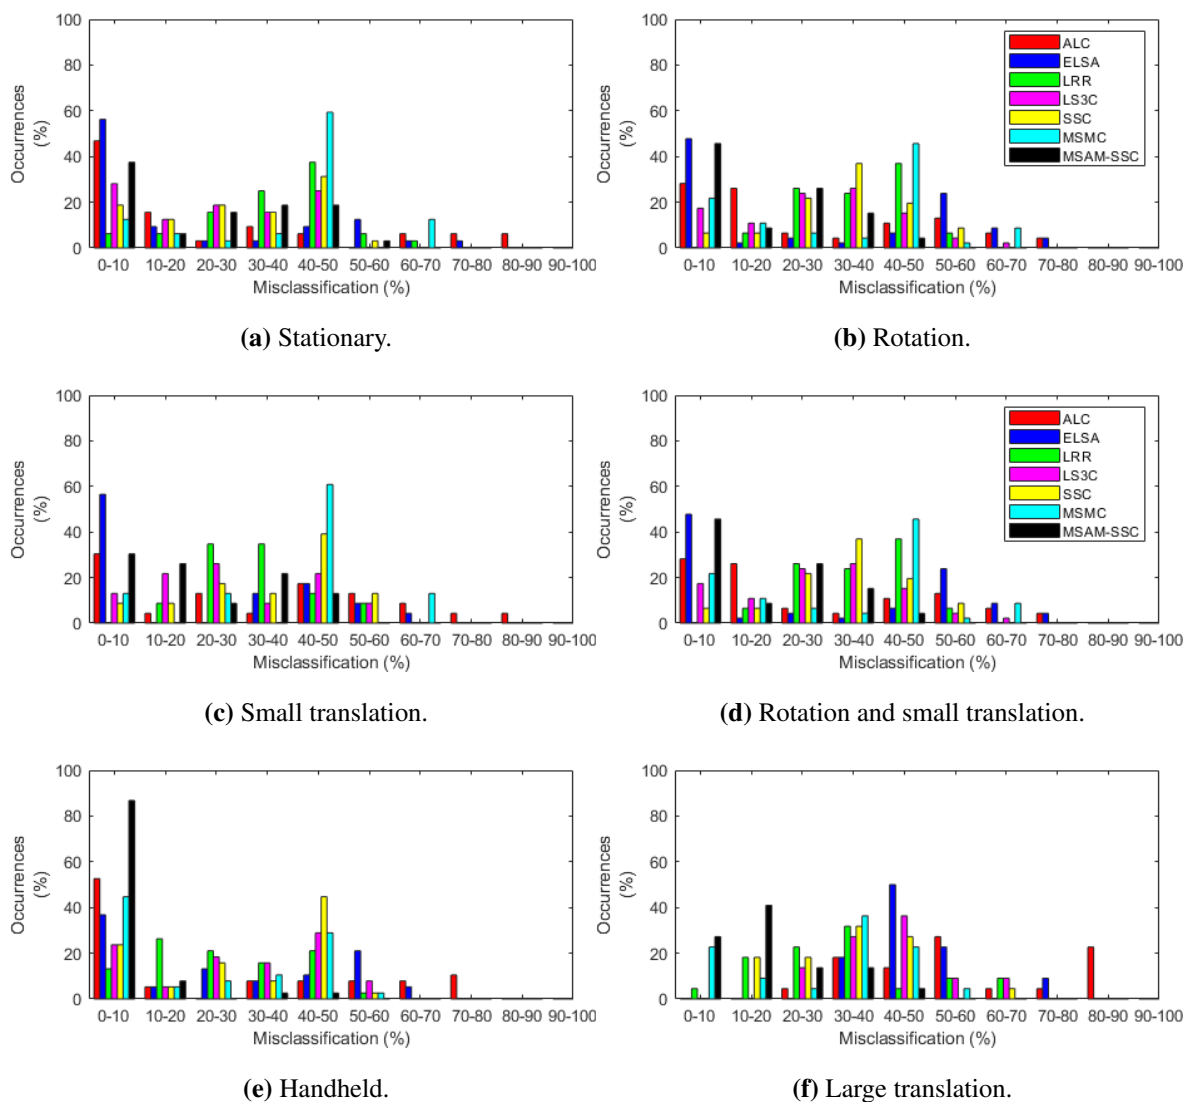 100
80
60
40
20
0
Occurrences
(%)
0-10 10-20 20-30 30-40 40-50 50-60 60-70 70-80 80-90 90-100
Misclassification (%)
(a) Stationary.
100
80
60
40
20
0
Occurrences
(%)
ALC
ELSA
LRR
LS3C
SSC
MSMC
MSAM-SSC
0-10 10-20 20-30 30-40 40-50 50-60 60-70 70-80 80-90 90-100
Misclassification (%)
(b) Rotation.
100
80
60
40
20
0
Occurrences
(%)
0-10 10-20 20-30 30-40 40-50 50-60 60-70 70-80 80-90 90-100
Misclassification (%)
(c) Small translation.
100
80
60
40
20
0
Occurrences
(%)
ALC
ELSA
LRR
LS3C
SSC
MSMC
MSAM-SSC
0-10 10-20 20-30 30-40 40-50 50-60 60-70 70-80 80-90 90-100
Misclassification (%)
(d) Rotation and small translation.
100
80
60
40
20
0
Occurrences
(%)
0-10 10-20 20-30 30-40 40-50 50-60 60-70 70-80 80-90 90-100
Misclassification (%)
(e) Handheld.
100
80
60
40
20
0
Occurrences
(%)
0-10 10-20 20-30 30-40 40-50 50-60 60-70 70-80 80-90 90-100
Misclassification (%)
(f) Large translation.